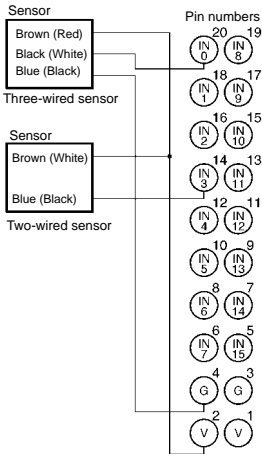 Sensor
Pin numbers
Brown (Red)
Black (White)
Blue (Black)
Three-wired sensor
Sensor
Brown (White)
Blue (Black)
Two-wired sensor
20 19
IN 0 IN 8
18 17
IN 1 IN 9
16 15
IN 2 IN 10
14 13
IN 3 IN 11
12 11
IN 4 IN 12
10 9
IN 5 IN 13
8 7
IN 6 IN 14
6 5
IN 7 IN 15
4 3
G G
2 1
V V